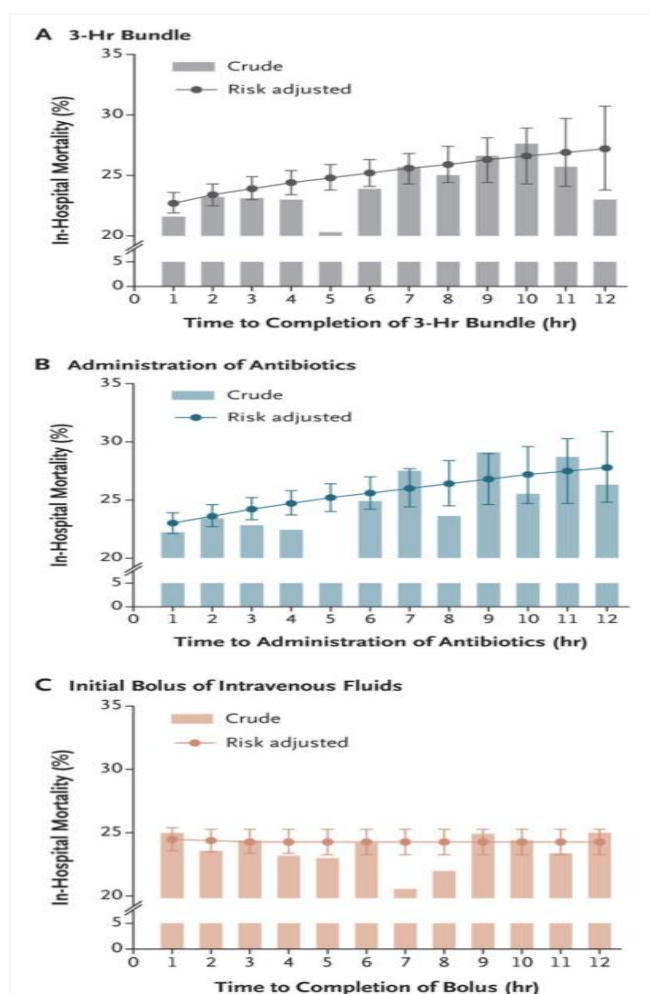 A 3-Hr Bundle
35
Crude
Risk adjusted
30
In-Hospital Mortality (%)
25
20
5
0
0 1 2 3 4 5 6 7 8 9 10 11 12
Time to Completion of 3-Hr Bundle (hr)
B Administration of Antibiotics
35
Crude
Risk adjusted
30
In-Hospital Mortality (%)
25
20
5
0
0 1 2 3 4 5 6 7 8 9 10 11 12
Time to Administration of Antibiotics (hr)
C Initial Bolus of Intravenous Fluids
35
Crude
Risk adjusted
30
In-Hospital Mortality (%)
25
20
5
0
0 1 2 3 4 5 6 7 8 9 10 11 12
Time to Completion of Bolus (hr)